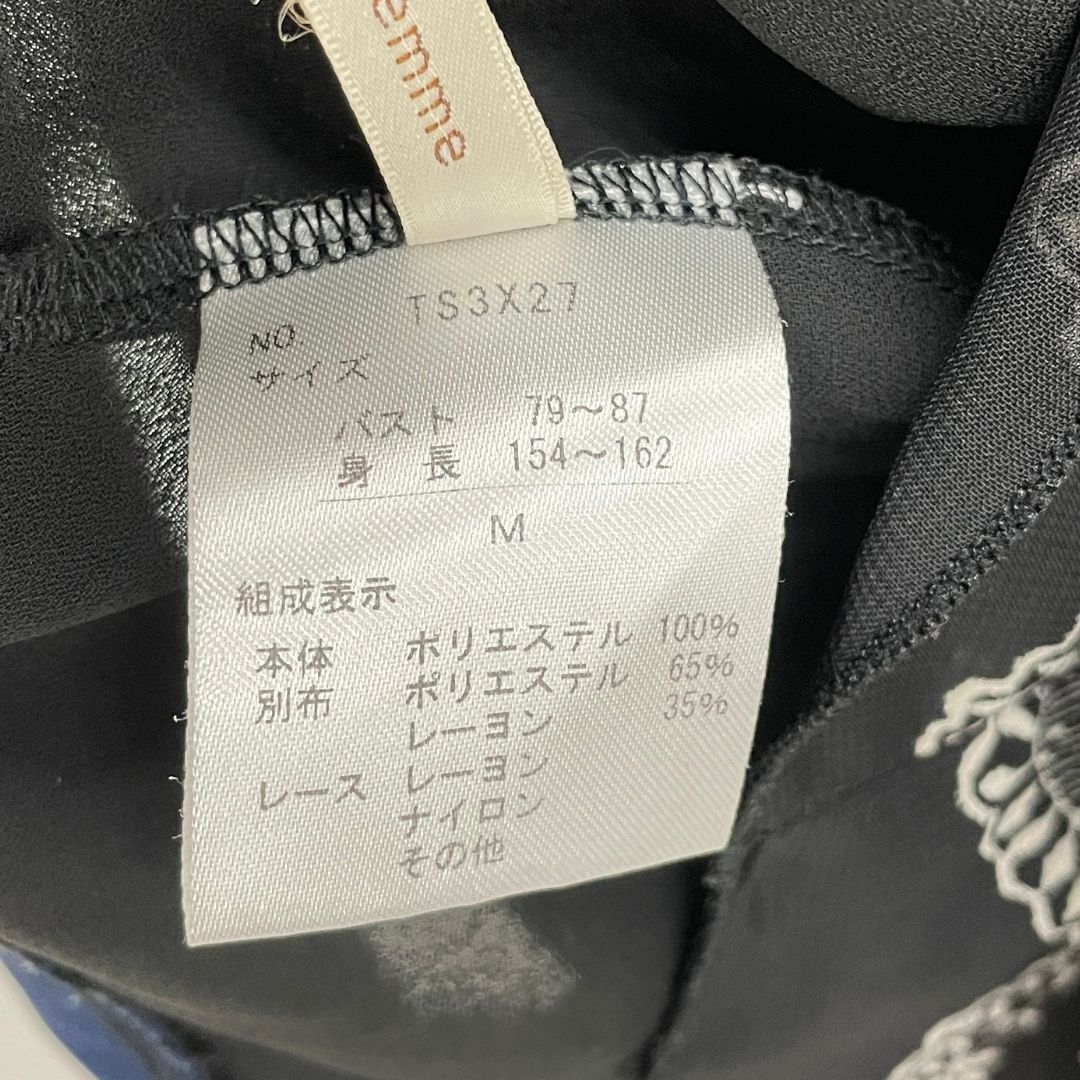 emme
NO. TS3X27
サイズ
バスト 79〜87
身長 154〜162
M
組成表示
本体 ポリエステル 100%
別布 ポリエステル 65%
レーヨン 35%
レース レーヨン
ナイロン
その他